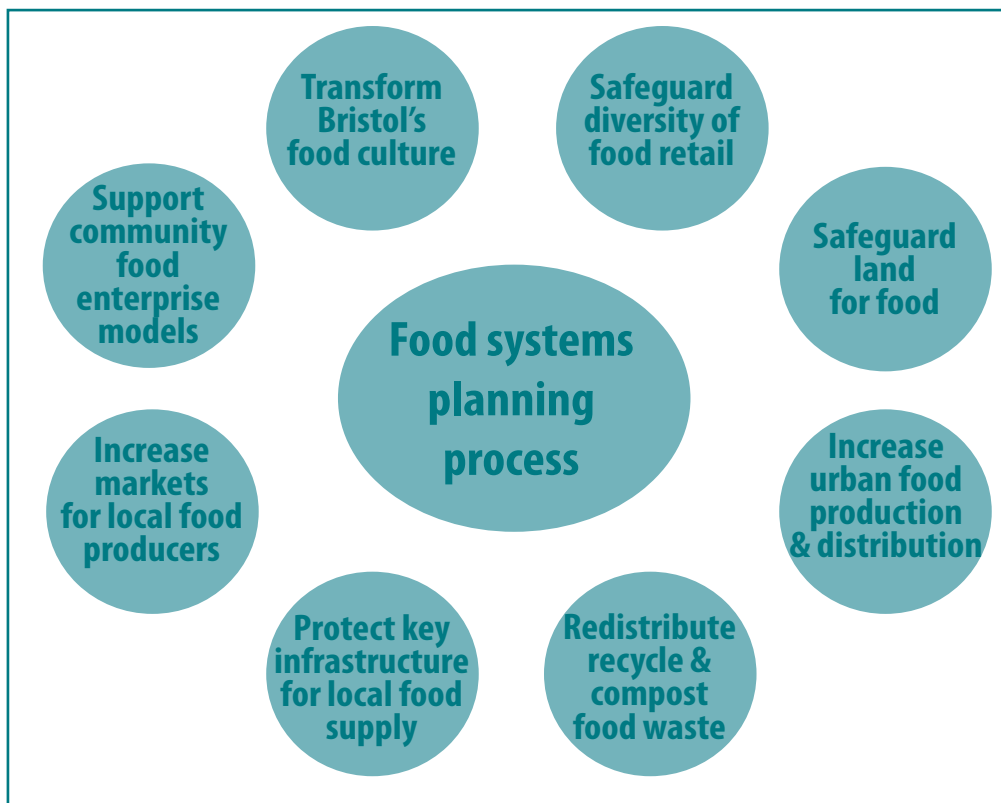 Transform
Bristol's
food culture
Safeguard
diversity of
food retail
Support
community
food
enterprise
models
Safeguard
land
for food
Food systems
planning
process
Increase
markets
for local food
producers
Increase
urban food
production
& distribution
Protect key
infrastructure
for local food
supply
Redistribute
recycle &
compost
food waste